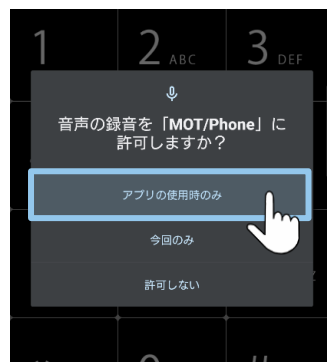 1 2 ABC 3 DEF
音声の録音を「MOT/Phone」に
許可しますか？
アプリの使用時のみ
今回のみ
許可しない